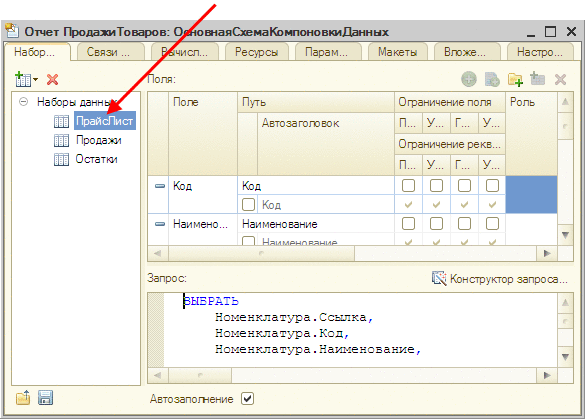 Отчет ПродажиТоваров: ОсновнаяСхемаКомпоновкиДанных
Набор... Связи ... Вычисл... Ресурсы Парам... Макеты Вложе... Настро...
Поля:
Наборы данных
ПрайсЛист
Продажи
Остатки
Поле Путь Ограничение поля Роль
Автозаголовок П... У... Г... У...
Ограничение рекв...
П... У... Г... У...
Код Код
Код
Наимено... Наименование
Наименование
Запрос: Конструктор запроса...
ВЫБРАТЬ
Номенклатура.Ссылка,
Номенклатура.Код,
Номенклатура.Наименование,
Автозаполнение